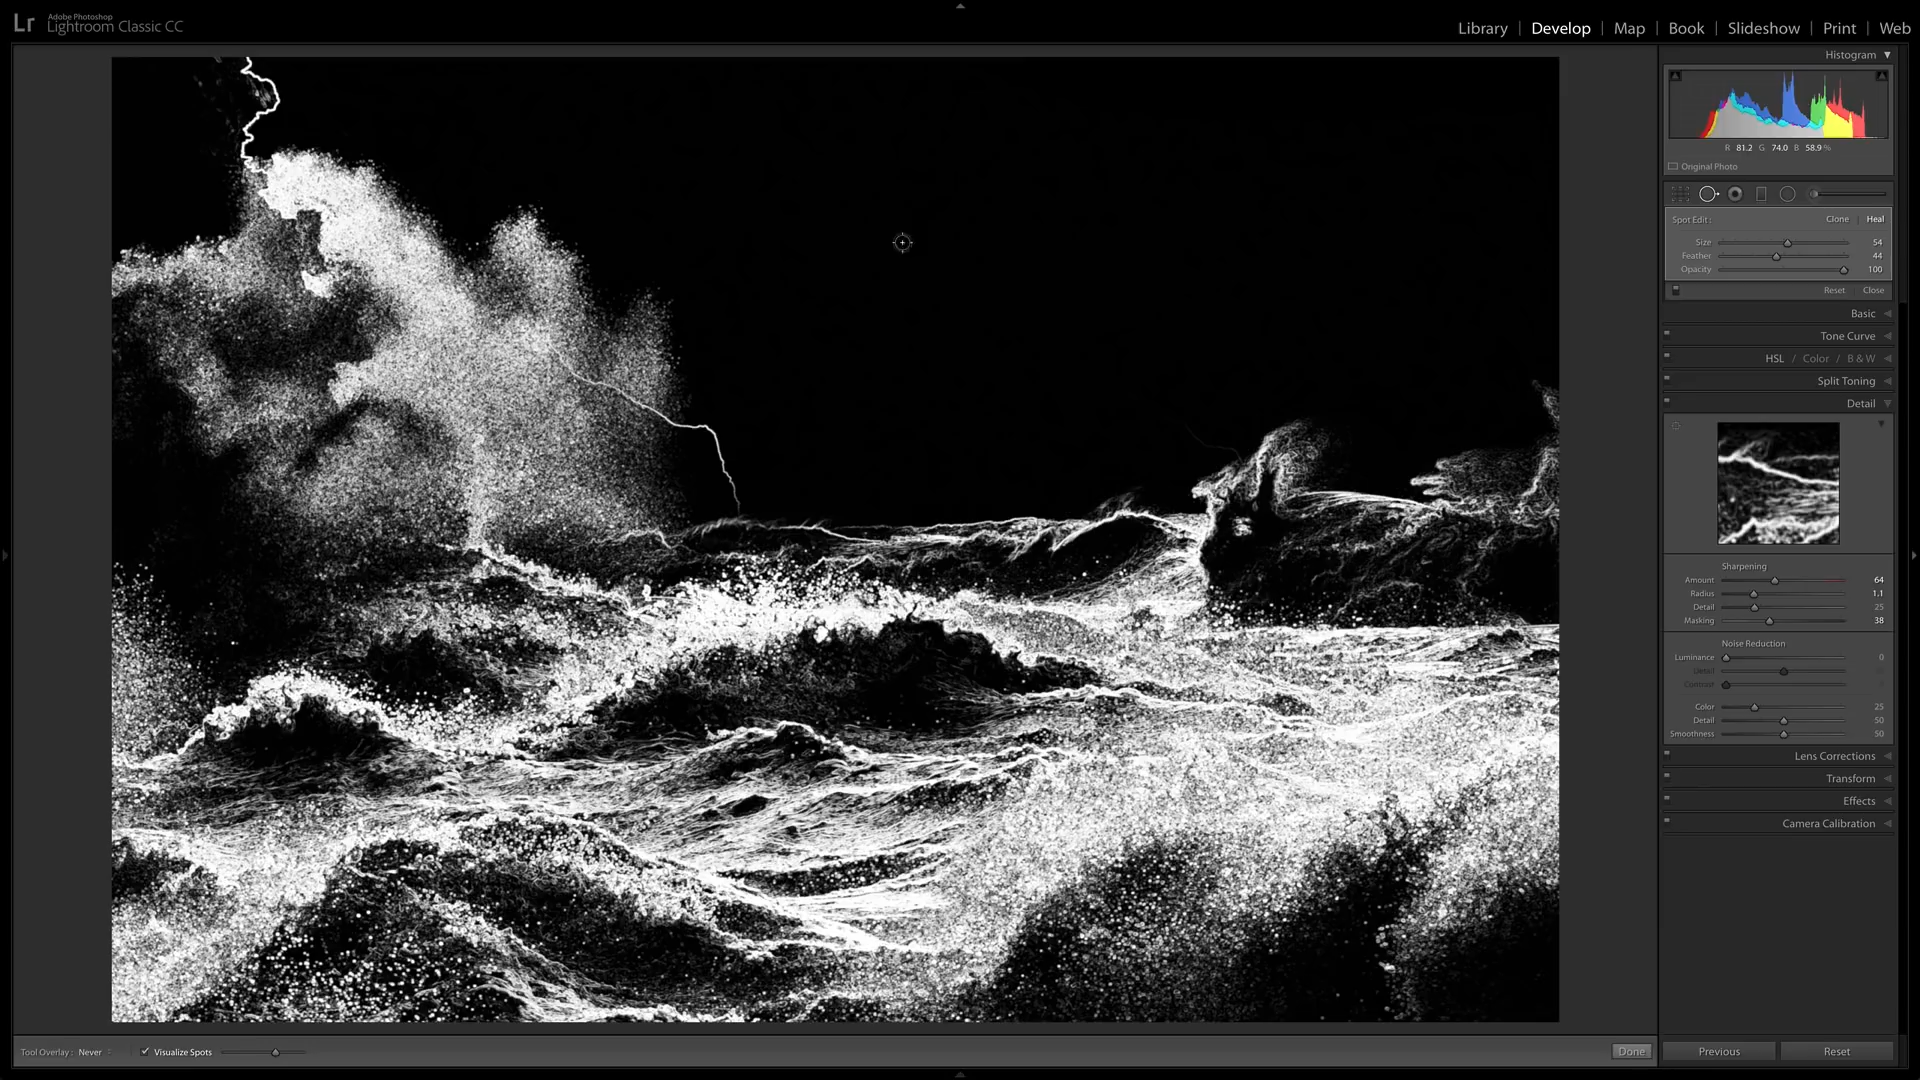 Lr Adobe Photoshop
Lightroom Classic CC
Library | Develop | Map | Book | Slideshow | Print | Web
Histogram
R 81.2 G 74.0 B 58.9 %
Original Photo
Spot Edit : Clone | Heal
Size 54
Feather 44
Opacity 100
Reset Close
Basic
Tone Curve
HSL / Color / B & W
Split Toning
Detail
Sharpening
Amount 64
Radius 1.1
Detail 25
Masking 38
Noise Reduction
Luminance 0
Detail
Contrast
Color 25
Detail 50
Smoothness 50
Lens Corrections
Transform
Effects
Camera Calibration
Tool Overlay : Never Visualize Spots Done Previous Reset